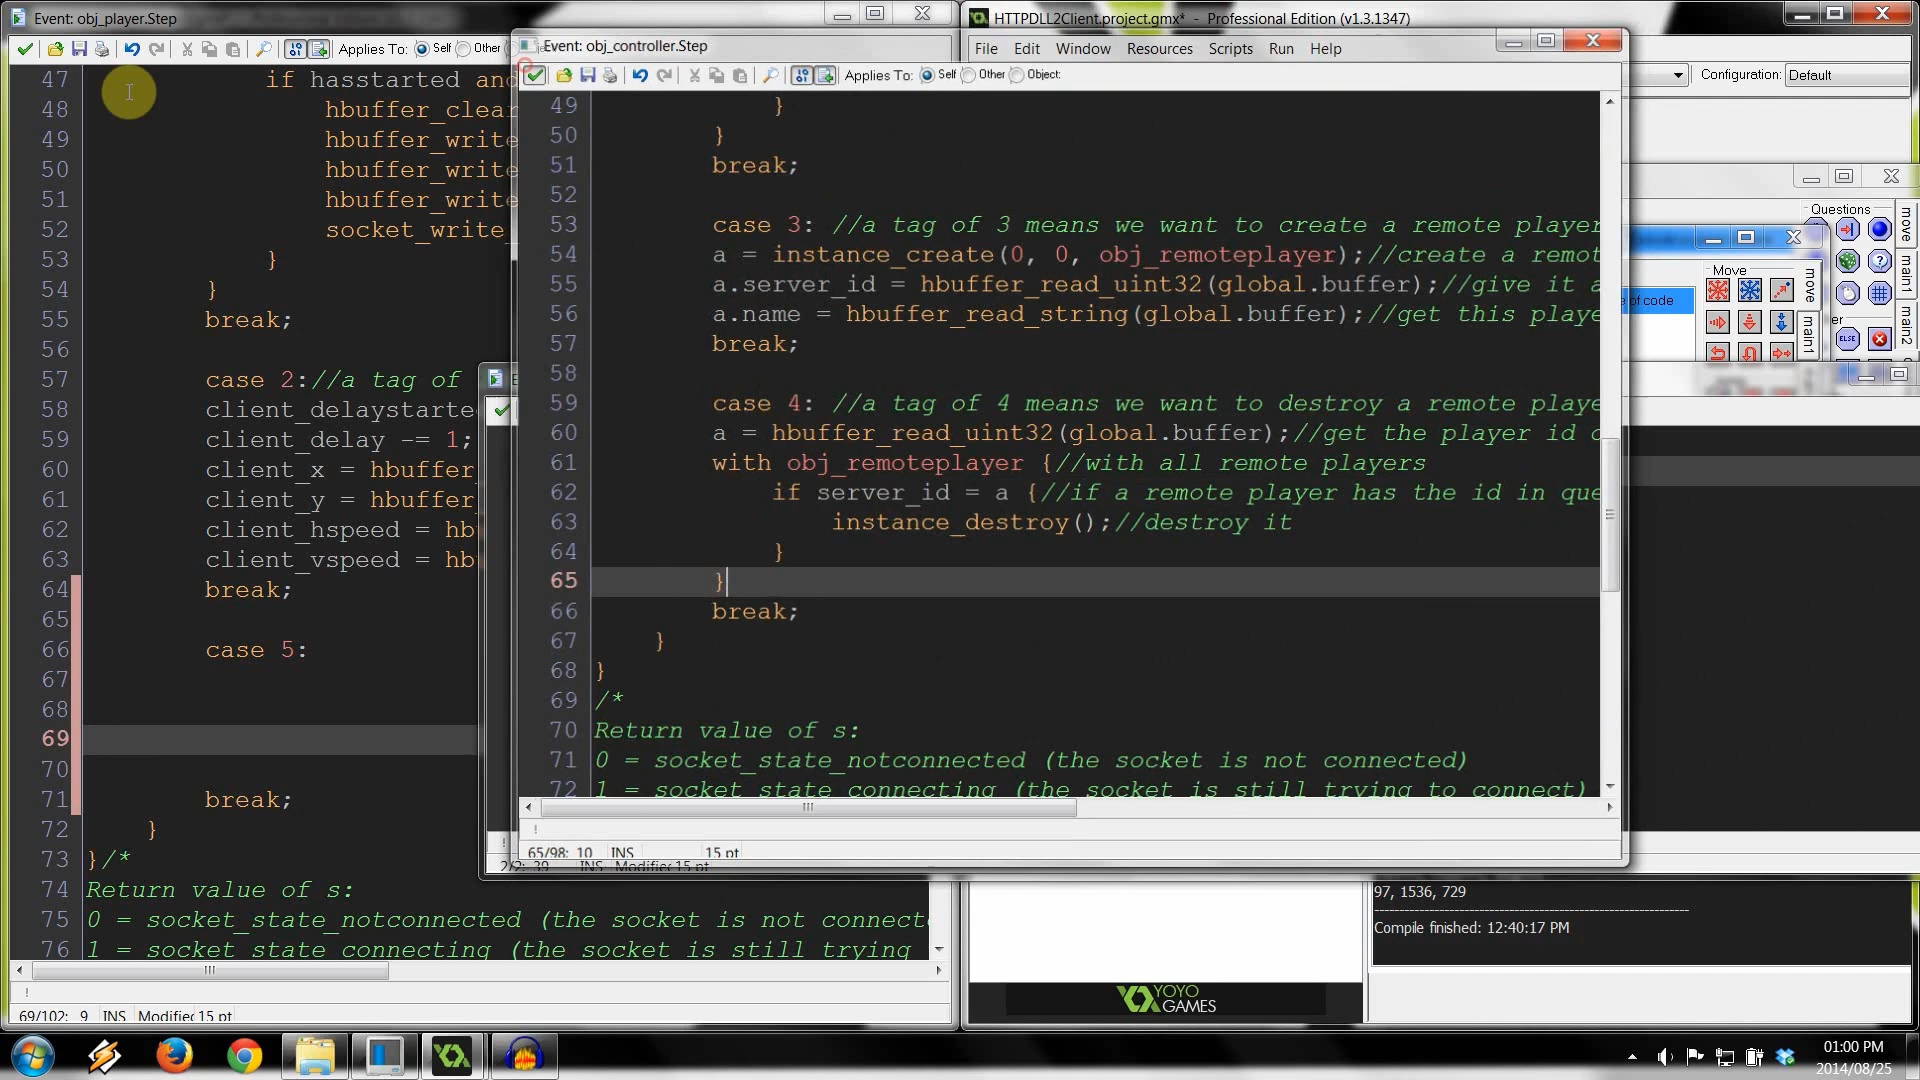 Event: obj_player.Step
Applies To: Self Other
47 if hasstarted and
48 hbuffer_clear
49 hbuffer_write
50 hbuffer_write
51 hbuffer_write
52 socket_write_
53 }
54 }
55 break;
56
57 case 2://a tag of
58 client_delaystarted
59 client_delay -= 1;
60 client_x = hbuffer
61 client_y = hbuffer
62 client_hspeed = hb
63 client_vspeed = hb
64 break;
65
66 case 5:
67
68
69
70
71 break;
72 }
73 }/*
74 Return value of s:
75 0 = socket_state_notconnected (the socket is not connect
76 1 = socket state connecting (the socket is still trying
69/102: 9 INS Modified 15 pt
Event: obj_controller.Step
Applies To: Self Other Object:
49 }
50 }
51 break;
52
53 case 3: //a tag of 3 means we want to create a remote player
54 a = instance_create(0, 0, obj_remoteplayer);//create a remot
55 a.server_id = hbuffer_read_uint32(global.buffer);//give it a
56 a.name = hbuffer_read_string(global.buffer);//get this playe
57 break;
58
59 case 4: //a tag of 4 means we want to destroy a remote playe
60 a = hbuffer_read_uint32(global.buffer);//get the player id o
61 with obj_remoteplayer {//with all remote players
62 if server_id = a {//if a remote player has the id in que
63 instance_destroy();//destroy it
64 }
65 }
66 break;
67 }
68 }
69 /*
70 Return value of s:
71 0 = socket_state_notconnected (the socket is not connected)
72 1 = socket state connecting (the socket is still trying to connect)
65/98: 10 INS 15 pt
INS Modified 15 pt
HTTPDLL2Client.project.gmx* - Professional Edition (v1.3.1347)
File Edit Window Resources Scripts Run Help
Configuration: Default
Questions
move
main1
main2
ELSE
of code
Move
move
main1
97, 1536, 729
Compile finished: 12:40:17 PM
YOYO
GAMES
01:00 PM
2014/08/25